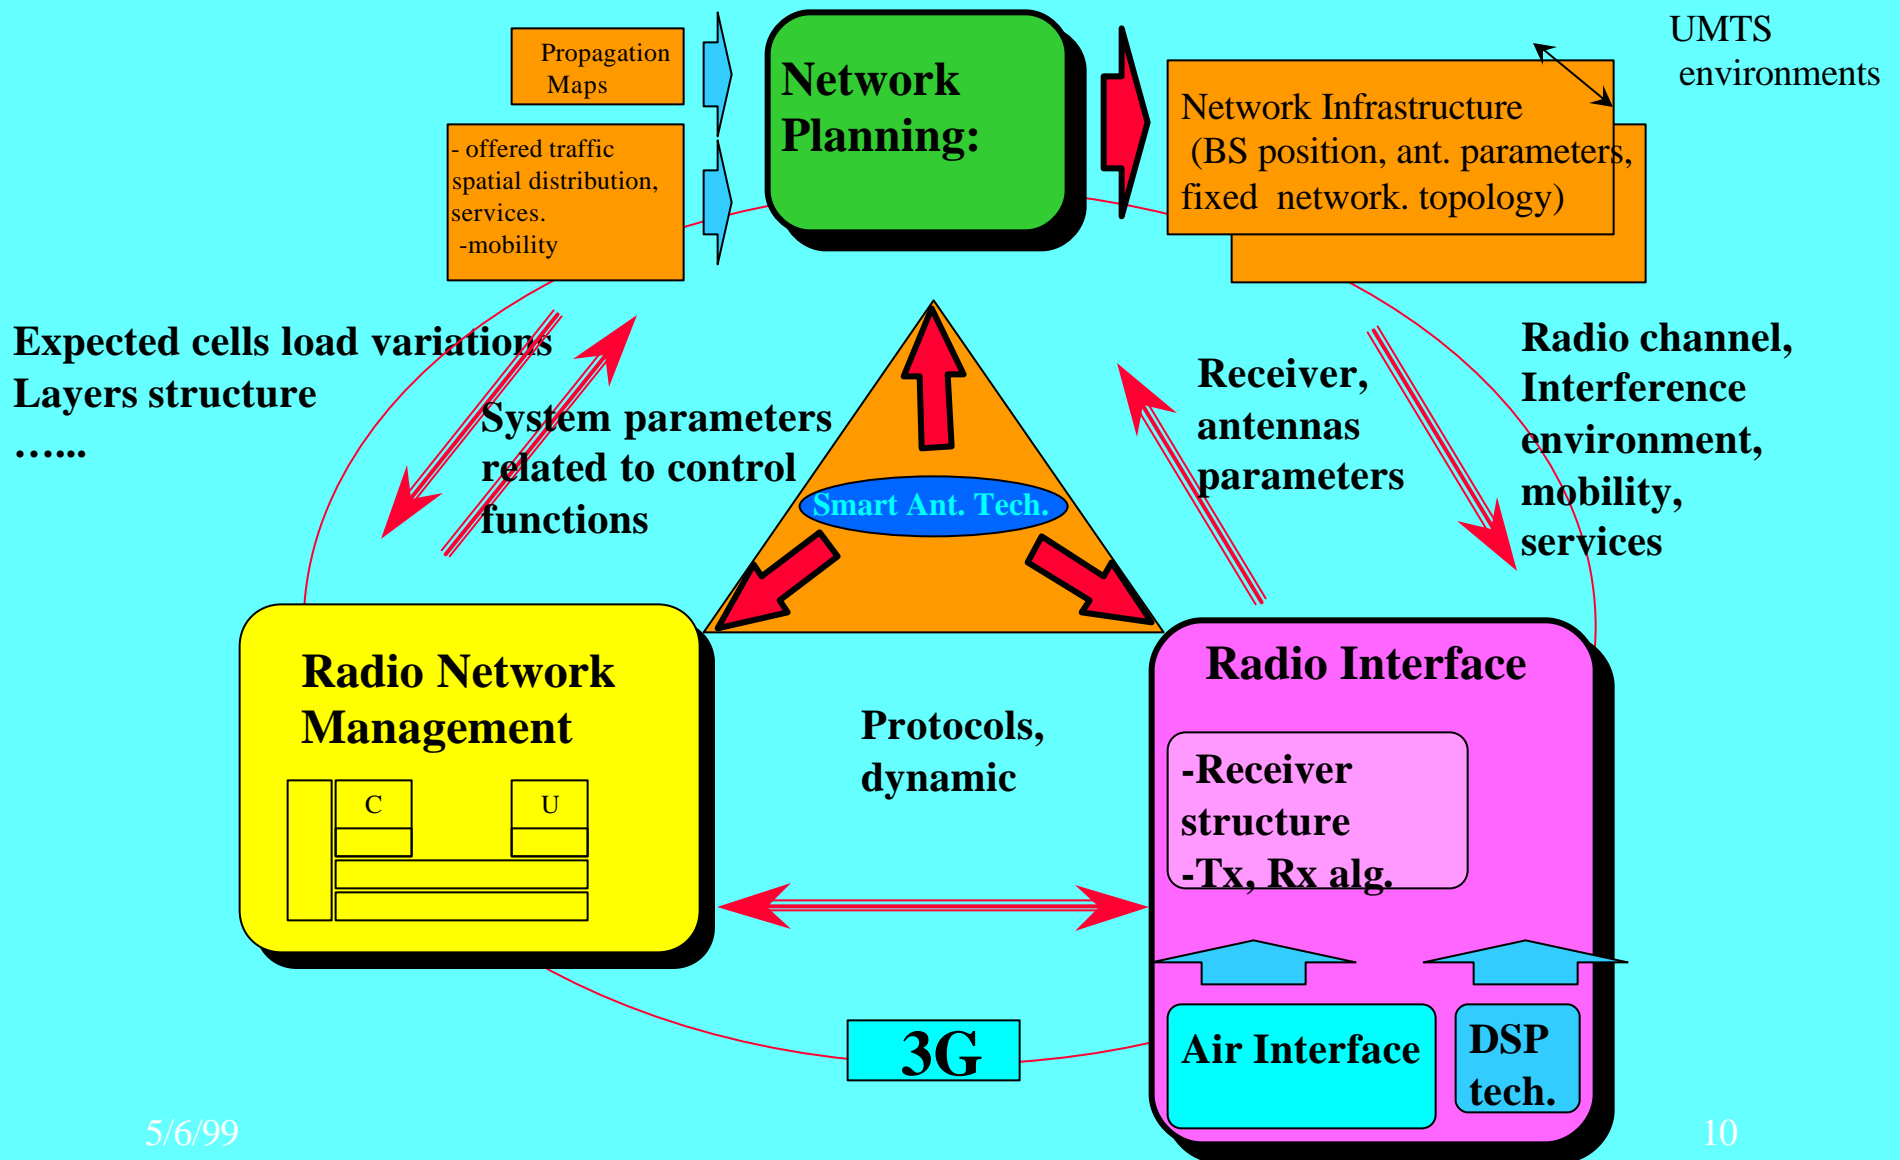 UMTS
environments
Propagation
Maps
Network
Planning:
Network Infrastructure
(BS position, ant. parameters,
fixed network. topology)
- offered traffic
spatial distribution,
services.
-mobility
Expected cells load variations
Layers structure
…...
System parameters
related to control
functions
Receiver,
antennas
parameters
Radio channel,
Interference
environment,
mobility,
services
Smart Ant. Tech.
Radio Network
Management
C
U
Protocols,
dynamic
Radio Interface
-Receiver
structure
-Tx, Rx alg.
Air Interface
DSP
tech.
3G
5/6/99
10